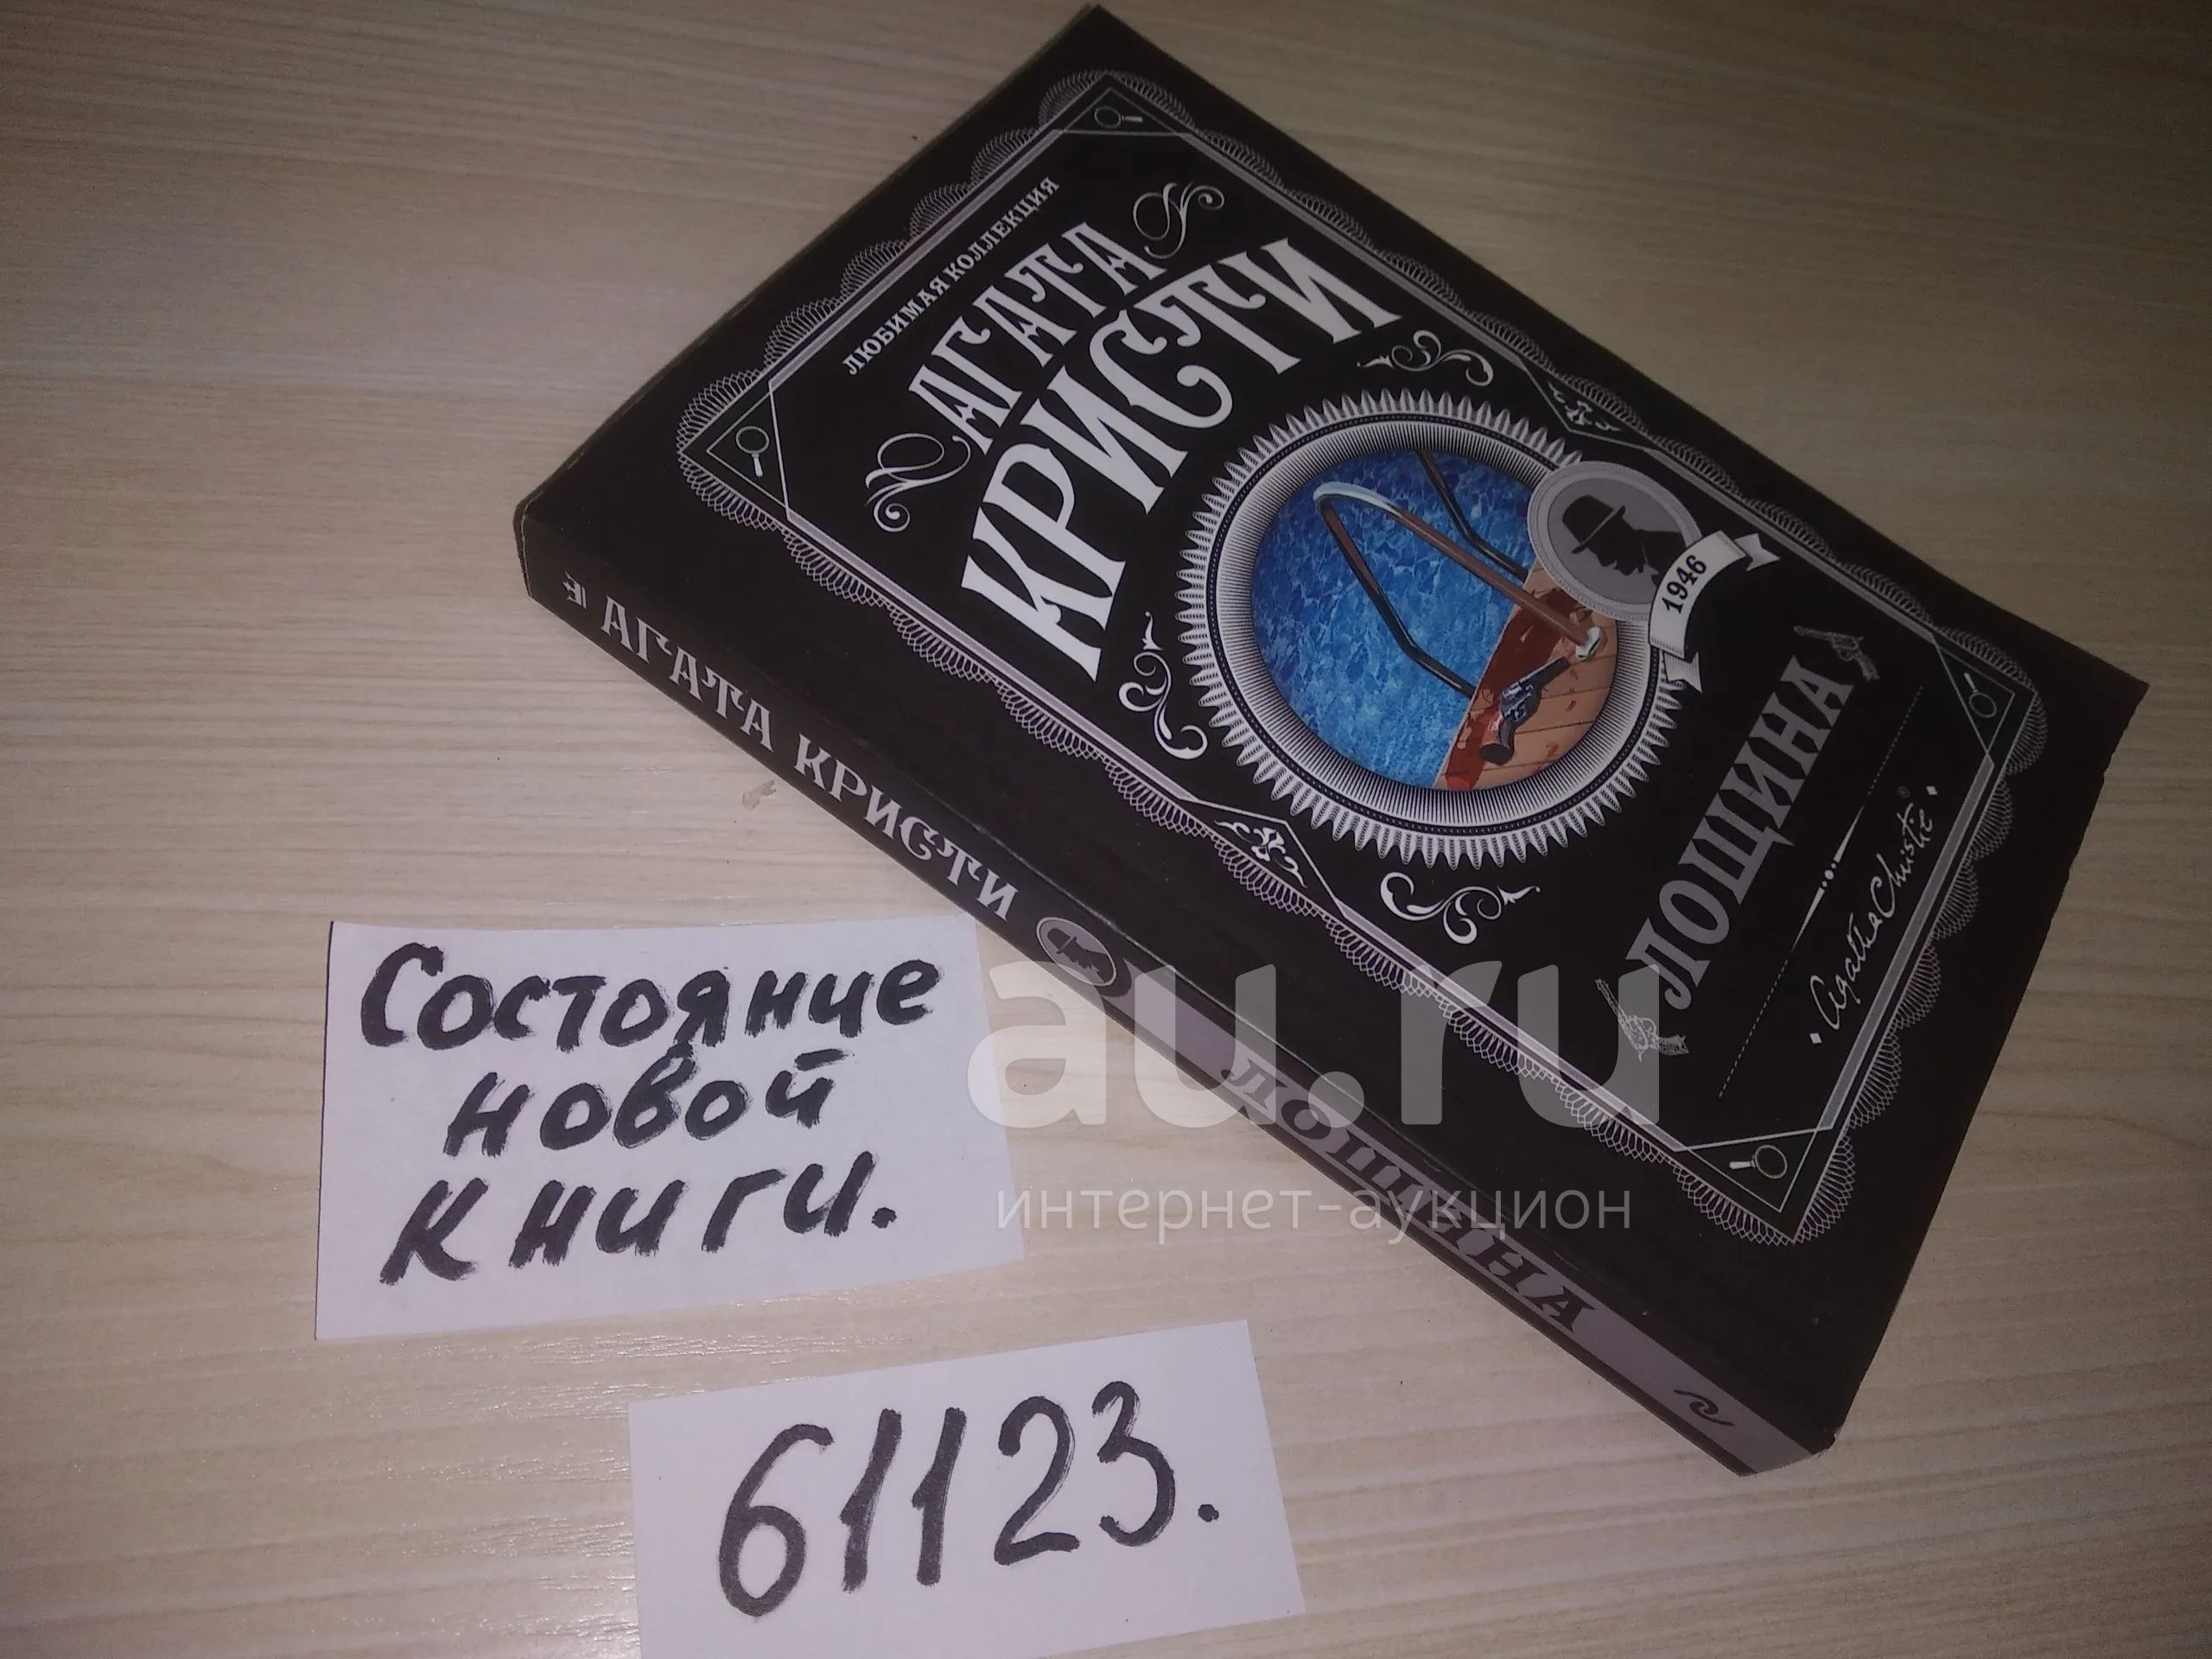 ЛЮБИМАЯ КОЛЛЕКЦИЯ
АГАТА
КРИСТИ
1946
ЛОЩИНА
Agatha Christie®
АГАТА КРИСТИ
ЛОЩИНА
Состояние
новой
книги.
61123.
au.ru
интернет-аукцион